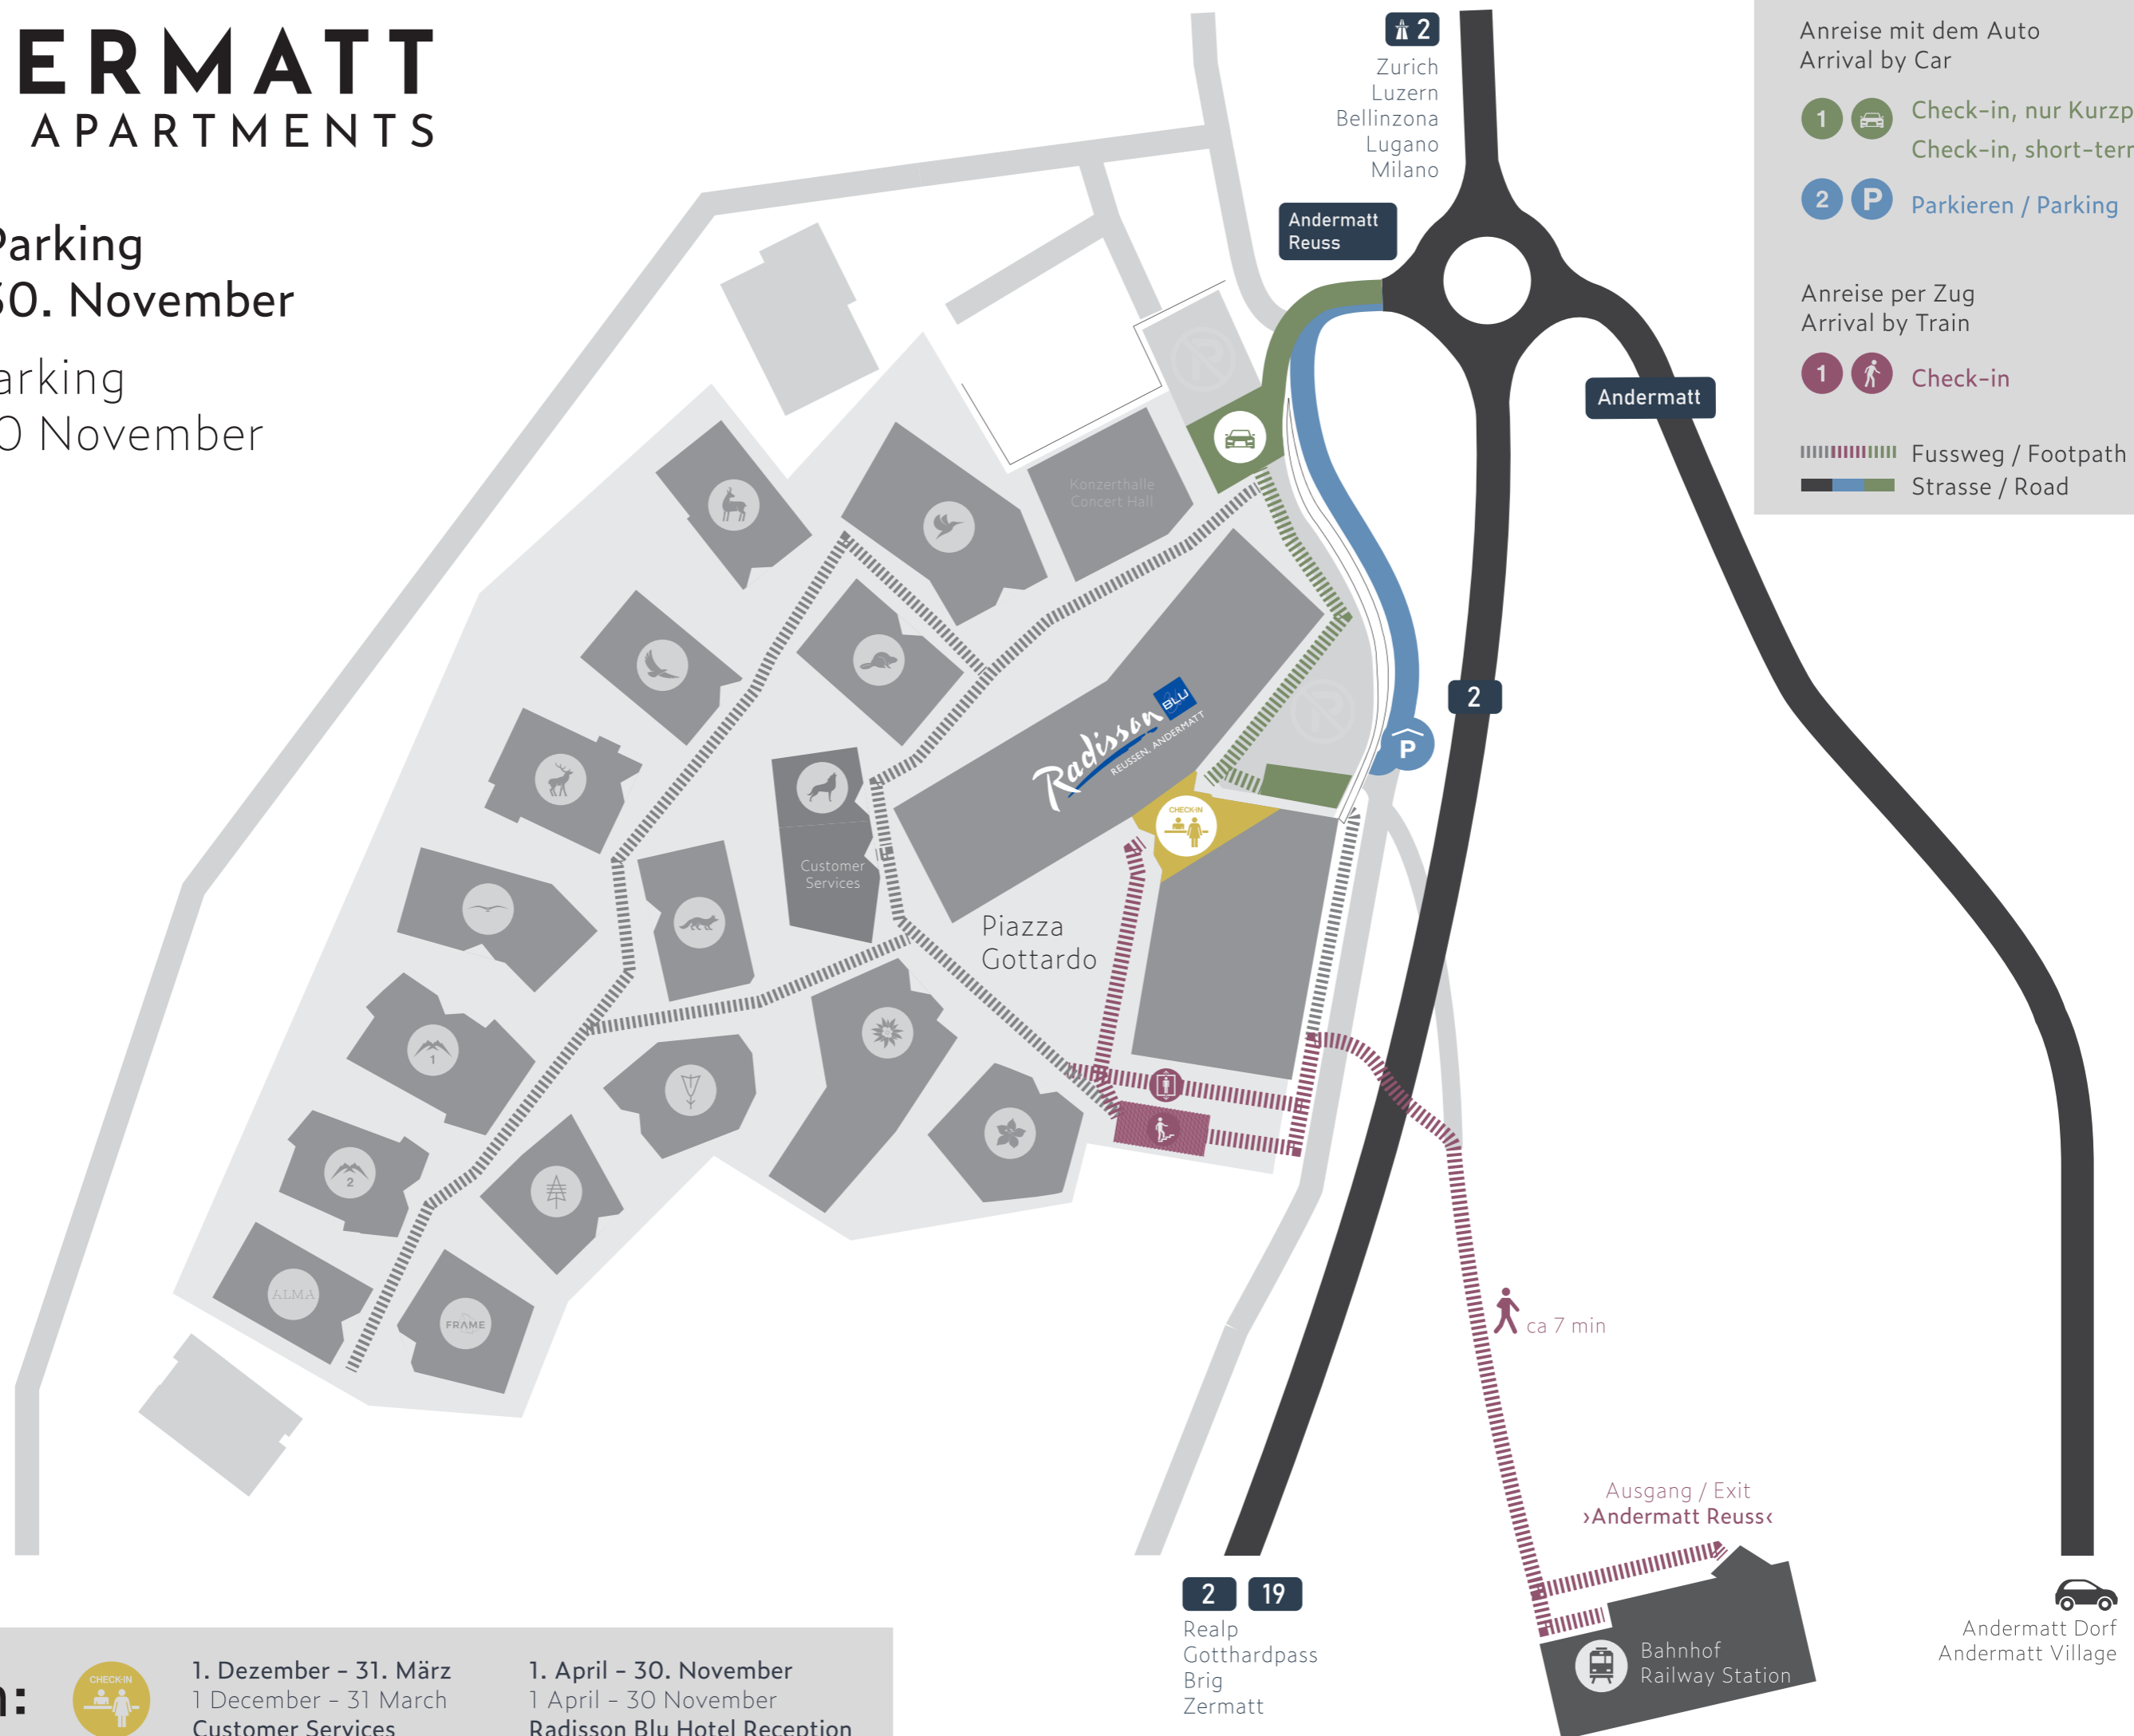 ERMATT
APARTMENTS
Parking
30. November
arking
0 November
2
Zurich
Luzern
Bellinzona
Lugano
Milano
Andermatt
Reuss
Andermatt
Anreise mit dem Auto
Arrival by Car
1
Check-in, nur Kurzp
Check-in, short-terr
2 P Parkieren / Parking
Anreise per Zug
Arrival by Train
1 Check-in
Fussweg / Footpath
Strasse / Road
Konzerthalle
Concert Hall
Radisson BLU
REUSSEN, ANDERMATT
2
P
CHECK-IN
Customer
Services
Piazza
Gottardo
1
2
ALMA
FRAME
ca 7 min
Ausgang / Exit
›Andermatt Reuss‹
Bahnhof
Railway Station
2 19
Realp
Gotthardpass
Brig
Zermatt
Andermatt Dorf
Andermatt Village
n:
CHECK-IN
1. Dezember - 31. März
1 December - 31 March
Customer Services
1. April - 30. November
1 April - 30 November
Radisson Blu Hotel Reception